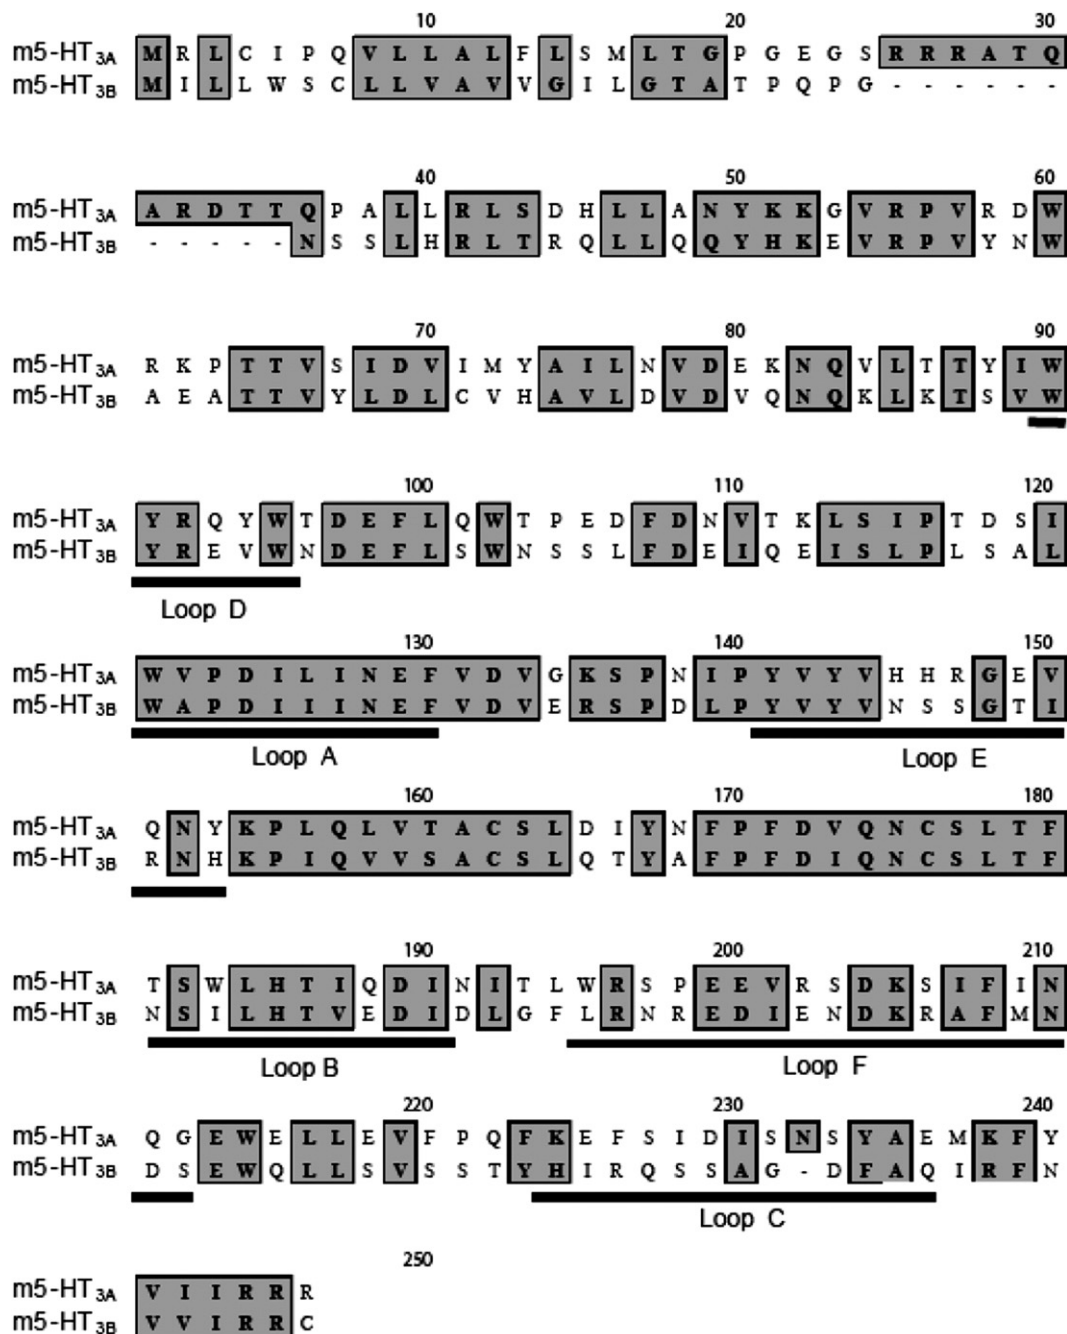 10 20 30
m5-HT3A M R L C I P Q V L L A L F L S M L T G P G E G S R R R A T Q
m5-HT3B M I L L W S C L L V A V V G I L G T A T P Q P G - - - - - -
40 50 60
m5-HT3A A R D T T Q P A L L R L S D H L L A N Y K K G V R P V R D W
m5-HT3B - - - - - N S S L H R L T R Q L L Q Q Y H K E V R P V Y N W
70 80 90
m5-HT3A R K P T T V S I D V I M Y A I L N V D E K N Q V L T T Y I W
m5-HT3B A E A T T V Y L D L C V H A V L D V D V Q N Q K L K T S V W
100 110 120
m5-HT3A Y R Q Y W T D E F L Q W T P E D F D N V T K L S I P T D S I
m5-HT3B Y R E V W N D E F L S W N S S L F D E I Q E I S L P L S A L
Loop D
130 140 150
m5-HT3A W V P D I L I N E F V D V G K S P N I P Y V Y V H H R G E V
m5-HT3B W A P D I I I N E F V D V E R S P D L P Y V Y V N S S G T I
Loop A Loop E
160 170 180
m5-HT3A Q N Y K P L Q L V T A C S L D I Y N F P F D V Q N C S L T F
m5-HT3B R N H K P I Q V V S A C S L Q T Y A F P F D I Q N C S L T F
190 200 210
m5-HT3A T S W L H T I Q D I N I T L W R S P E E V R S D K S I F I N
m5-HT3B N S I L H T V E D I D L G F L R N R E D I E N D K R A F M N
Loop B Loop F
220 230 240
m5-HT3A Q G E W E L L E V F P Q F K E F S I D I S N S Y A E M K F Y
m5-HT3B D S E W Q L L S V S S T Y H I R Q S S A G - D F A Q I R F N
Loop C
250
m5-HT3A V I I R R R
m5-HT3B V V I R R C